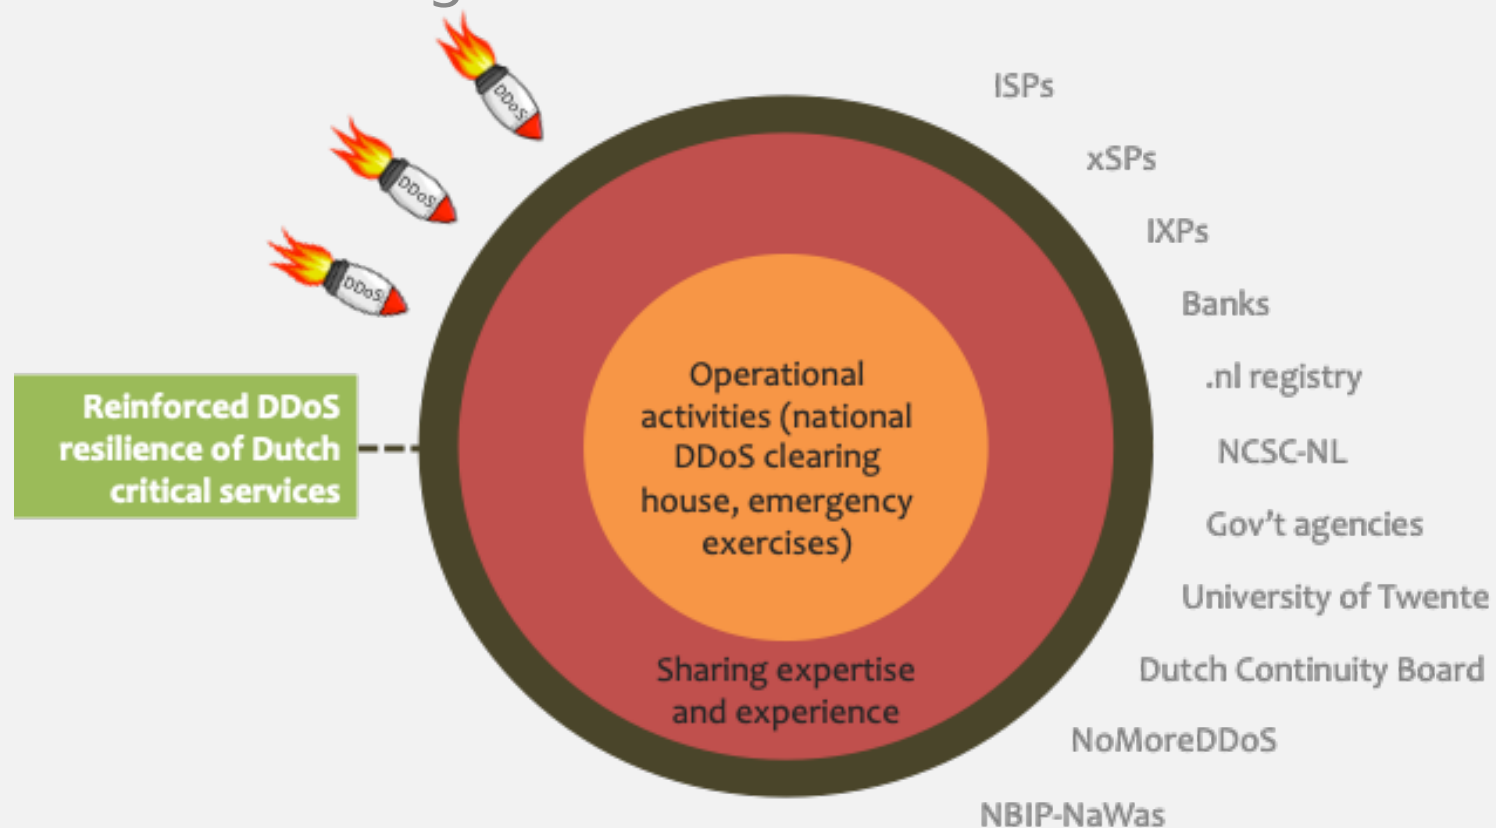 DDoS
DDoS
DDoS
Reinforced DDoS
resilience of Dutch
critical services
Operational
activities (national
DDoS clearing
house, emergency
exercises)
Sharing expertise
and experience
ISPs
xSPs
IXPs
Banks
.nl registry
NCSC-NL
Gov't agencies
University of Twente
Dutch Continuity Board
NoMoreDDoS
NBIP-NaWas